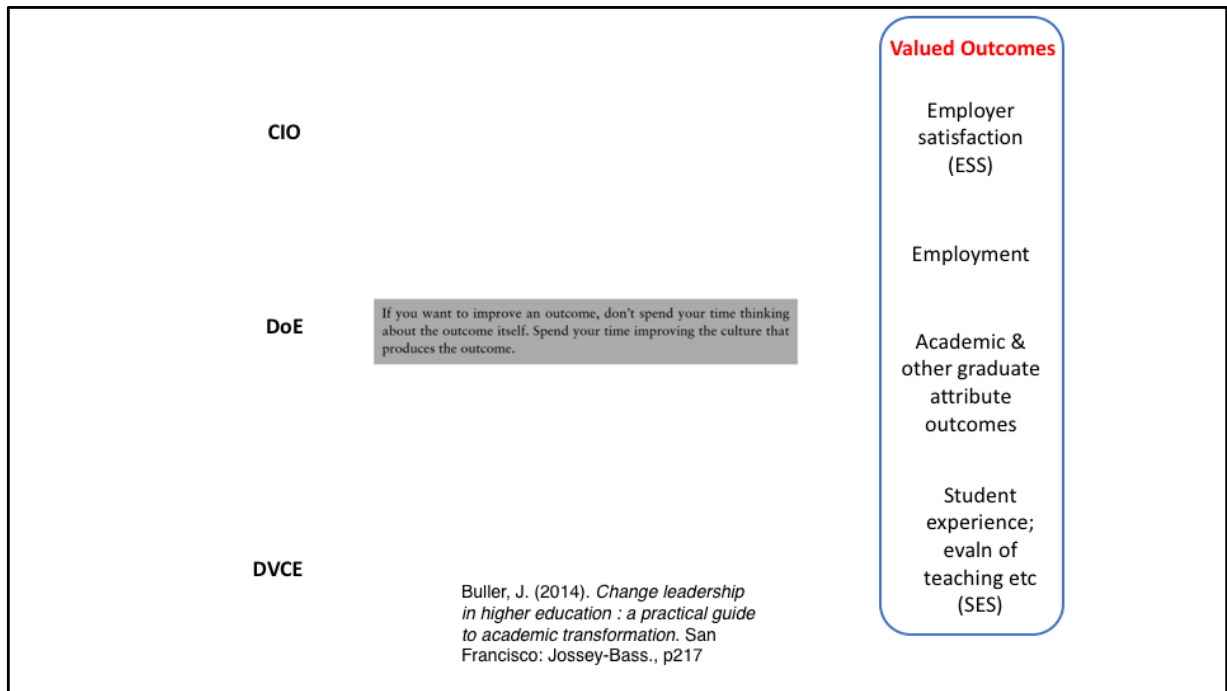 CIO
DoE
DVCE
If you want to improve an outcome, don't spend your time thinking
about the outcome itself. Spend your time improving the culture that
produces the outcome.
Buller, J. (2014). Change leadership
in higher education : a practical guide
to academic transformation. San
Francisco: Jossey-Bass., p217
Valued Outcomes
Employer
satisfaction
(ESS)
Employment
Academic &
other graduate
attribute
outcomes
Student
experience;
evaln of
teaching etc
(SES)